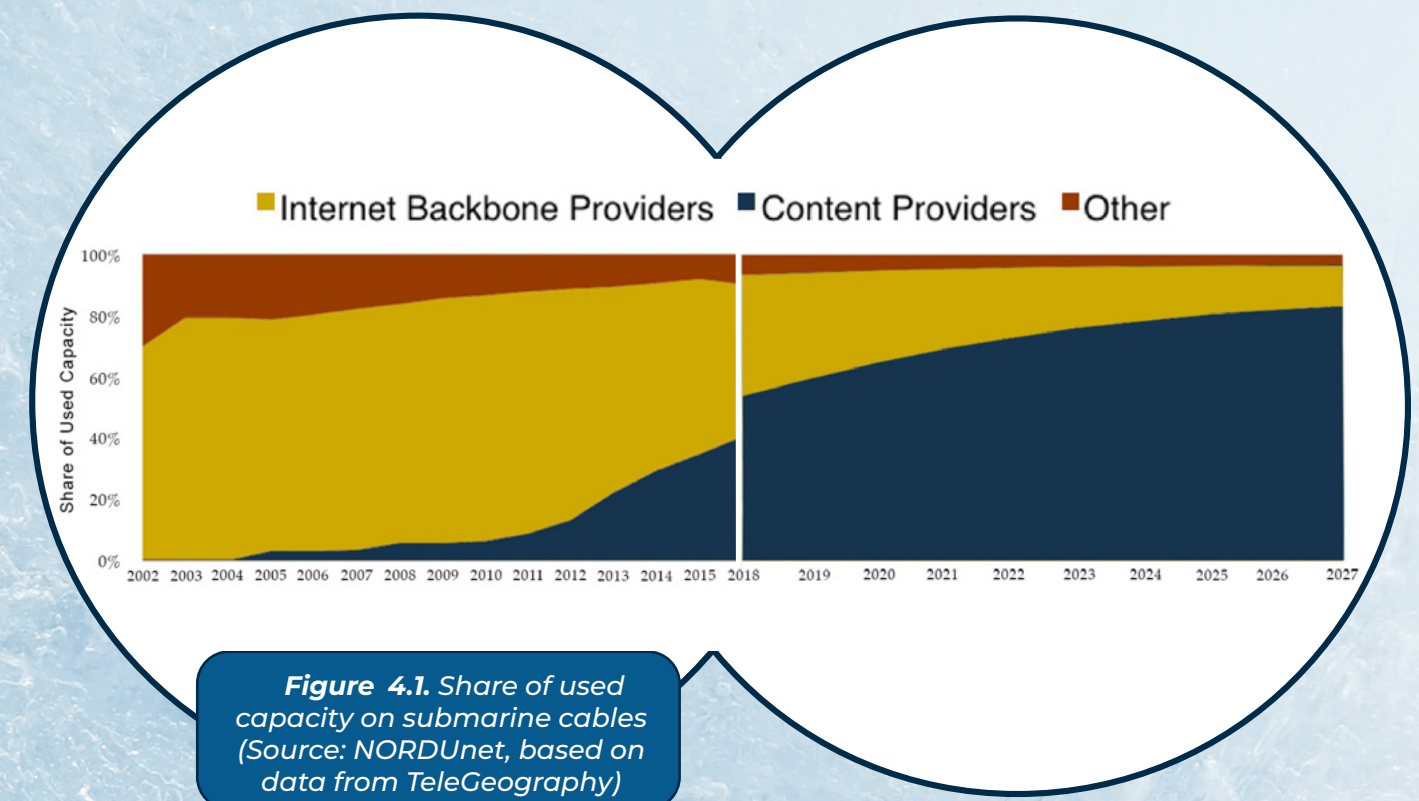 Internet Backbone Providers Content Providers Other
Share of Used Capacity
100%
80%
60%
40%
20%
0%
2002 2003 2004 2005 2006 2007 2008 2009 2010 2011 2012 2013 2014 2015 2018 2019 2020 2021 2022 2023 2024 2025 2026 2027
Figure 4.1. Share of used
capacity on submarine cables
(Source: NORDUnet, based on
data from TeleGeography)